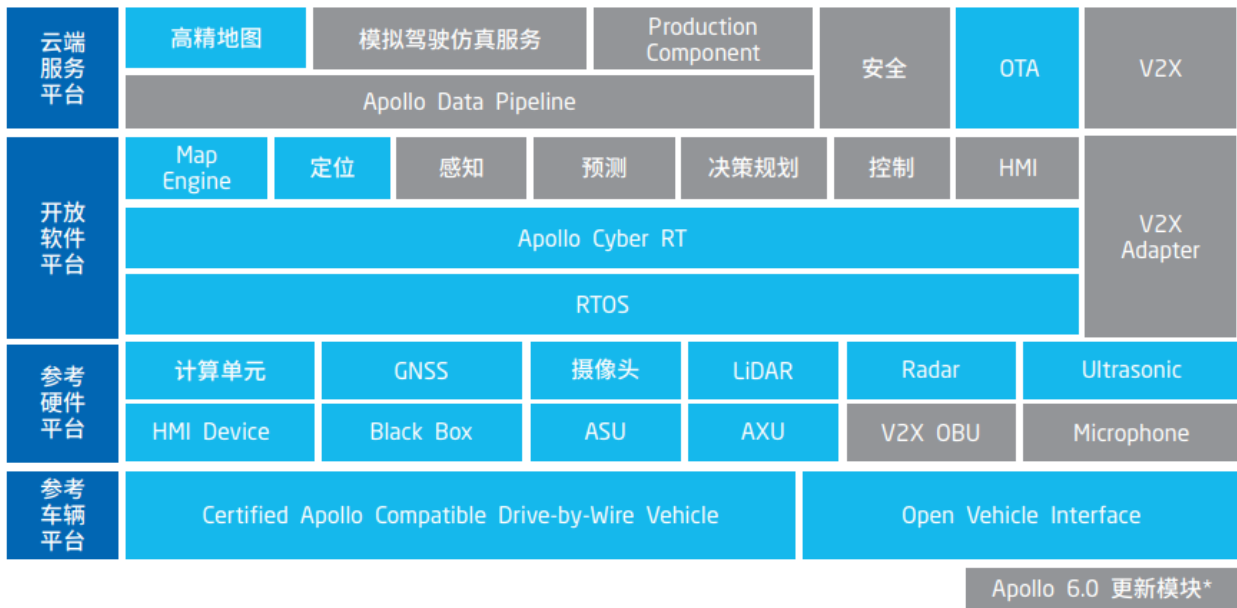 云端
服务
平台
高精地图
模拟驾驶仿真服务
Production
Component
安全
OTA
V2X
Apollo Data Pipeline
开放
软件
平台
Map
Engine
定位
感知
预测
决策规划
控制
HMI
V2X
Adapter
Apollo Cyber RT
RTOS
参考
硬件
平台
计算单元
GNSS
摄像头
LiDAR
Radar
Ultrasonic
HMI Device
Black Box
ASU
AXU
V2X OBU
Microphone
参考
车辆
平台
Certified Apollo Compatible Drive-by-Wire Vehicle
Open Vehicle Interface
Apollo 6.0 更新模块*